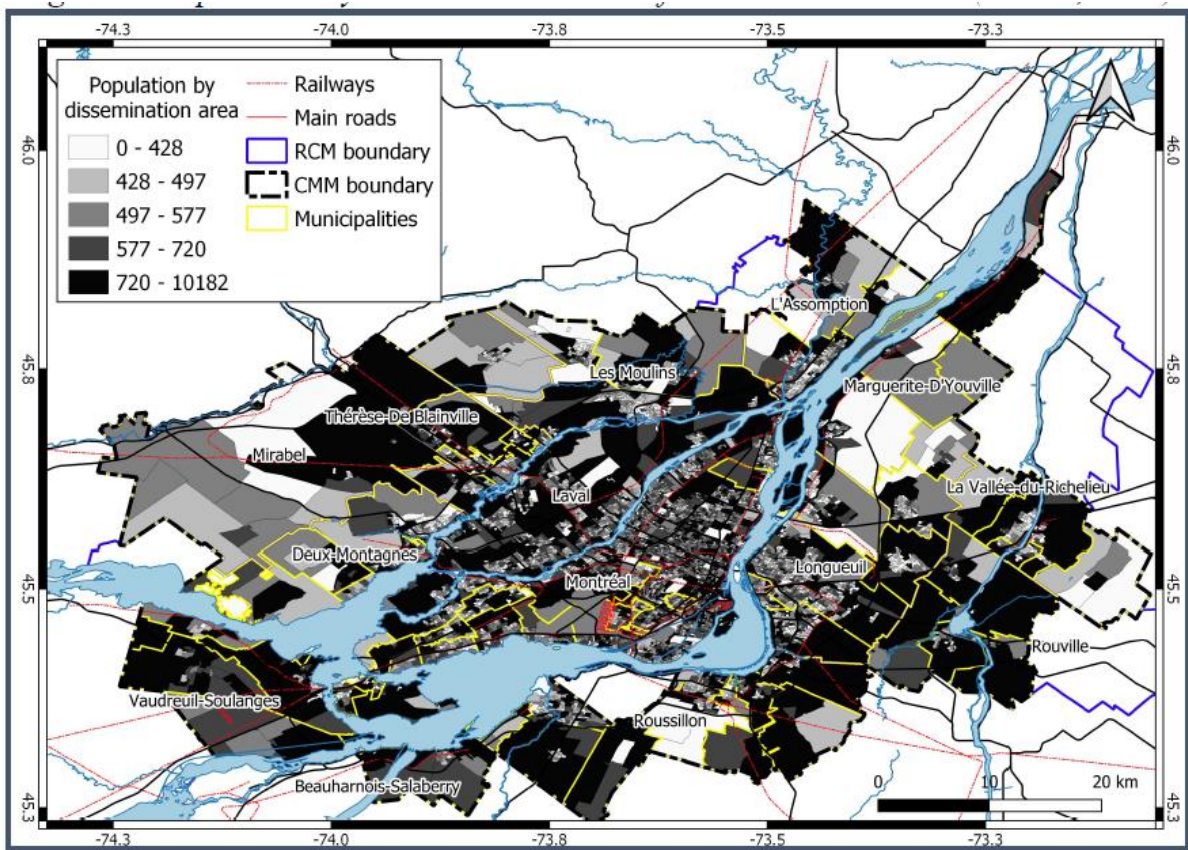 -74.3 -74.0 -73.8 -73.5 -73.3
Population by
dissemination area
0 - 428
428 - 497
497 - 577
577 - 720
720 - 10182
Railways
Main roads
RCM boundary
CMM boundary
Municipalities
46.0
46.0
L'Assomption
45.8
45.8
Les Moulins
Marguerite-D'Youville
Thérèse-De Blainville
Mirabel
La Vallée-du-Richelieu
Laval
Deux-Montagnes
Longueuil
Montréal
45.5
45.5
Rouville
Vaudreuil-Soulanges
Roussillon
Beauharnois-Salaberry
0 10 20 km
45.3
45.3
-74.3 -74.0 -73.8 -73.5 -73.3